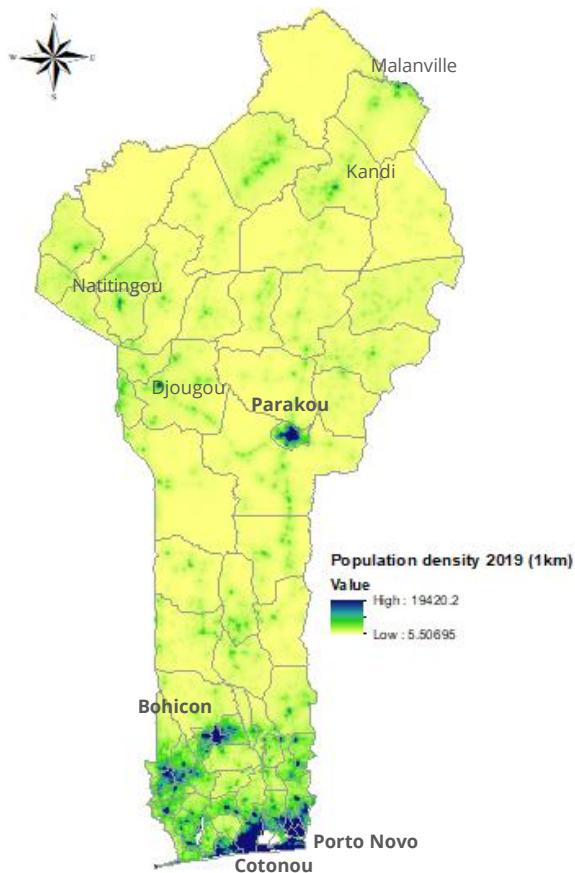 N
W
E
S
Malanville
Kandi
Natitingou
Djougou
Parakou
Population density 2019 (1km)
Value
High : 19420.2
Low : 5.50695
Bohicon
Porto Novo
Cotonou